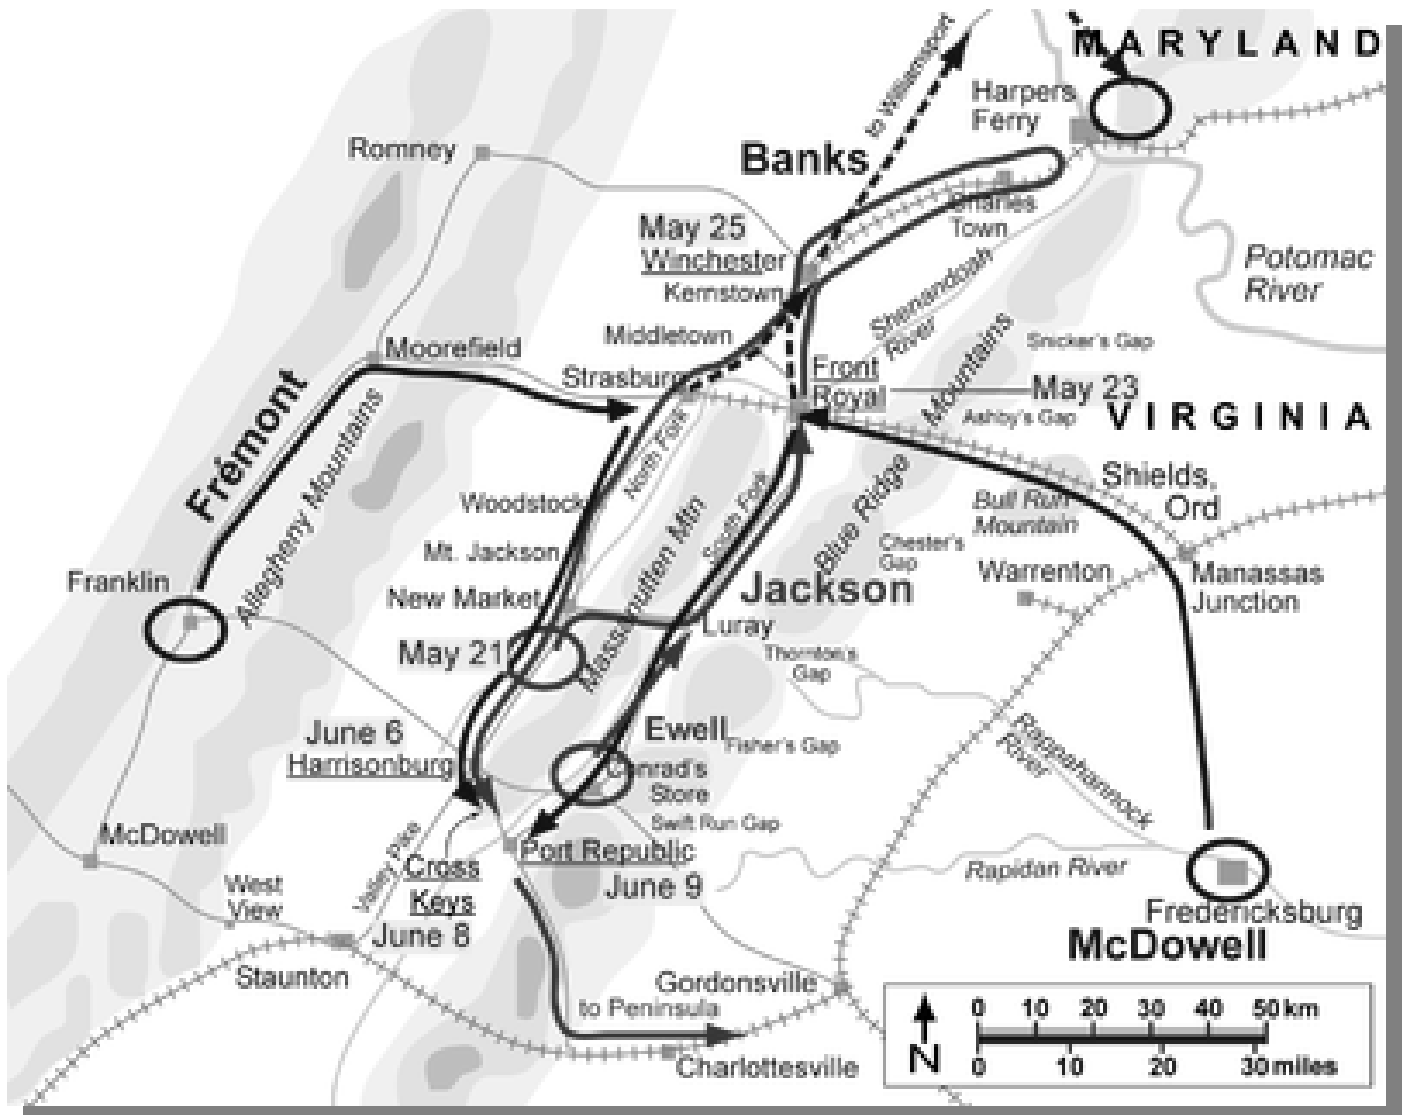 MARYLAND
to Williamsport
Harpers
Ferry
Romney
Banks
Charles
Town
May 25
Winchester
Kernstown
Potomac
River
Shenandoah
River
Middletown
Snicker's Gap
Moorefield
Strasburg
Front
Royal
May 23
Mountains
Ashby's Gap
VIRGINIA
Frémont
Allegheny Mountains
North Fork
Shields,
Ord
Woodstock
Bull Run
Mountain
Blue Ridge
South Fork
Massanutten Mtn
Mt. Jackson
Chester's
Gap
Franklin
Warrenton
Manassas
Junction
New Market
Jackson
Luray
May 21
Thornton's
Gap
June 6
Harrisonburg
Ewell
Fisher's Gap
Conrad's
Store
Rappahannock
River
Swift Run Gap
McDowell
Valley Pike
Cross
Keys
June 8
Port Republic
June 9
Rapidan River
West
View
Fredericksburg
McDowell
Staunton
Gordonsville
to Peninsula
Charlottesville
N
0 10 20 30 40 50 km
0 10 20 30 miles